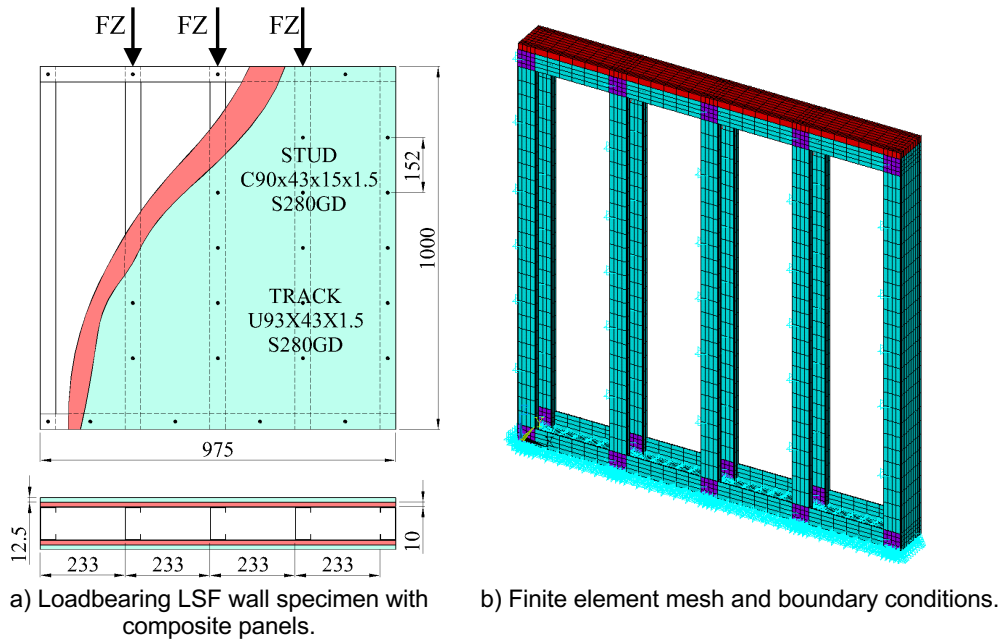 FZ FZ FZ
STUD
C90x43x15x1.5
S280GD
152
1000
TRACK
U93X43X1.5
S280GD
975
12.5
10
233 233 233 233
a) Loadbearing LSF wall specimen with
composite panels.
b) Finite element mesh and boundary conditions.